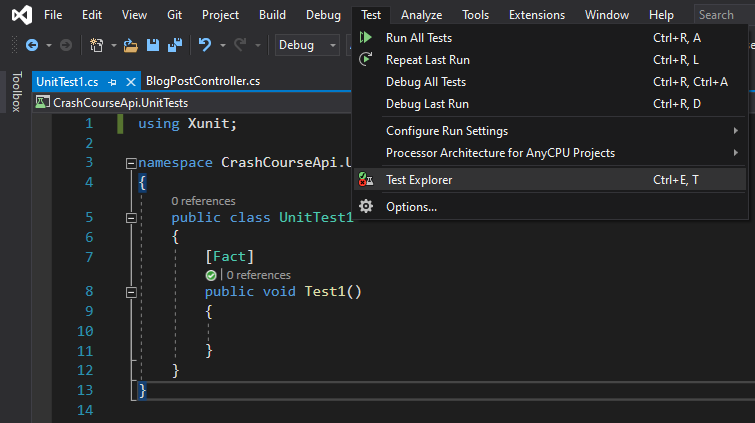 File Edit View Git Project Build Debug Test Analyze Tools Extensions Window Help Search
Debug
Toolbox
UnitTest1.cs BlogPostController.cs
CrashCourseApi.UnitTests
Run All Tests Ctrl+R, A
Repeat Last Run Ctrl+R, L
Debug All Tests Ctrl+R, Ctrl+A
Debug Last Run Ctrl+R, D
Configure Run Settings
Processor Architecture for AnyCPU Projects
Test Explorer Ctrl+E, T
Options...
1 using Xunit;
2
3 namespace CrashCourseApi.
4 {
0 references
5 public class UnitTest1
6 {
7 [Fact]
| 0 references
8 public void Test1()
9 {
10
11 }
12 }
13 }
14